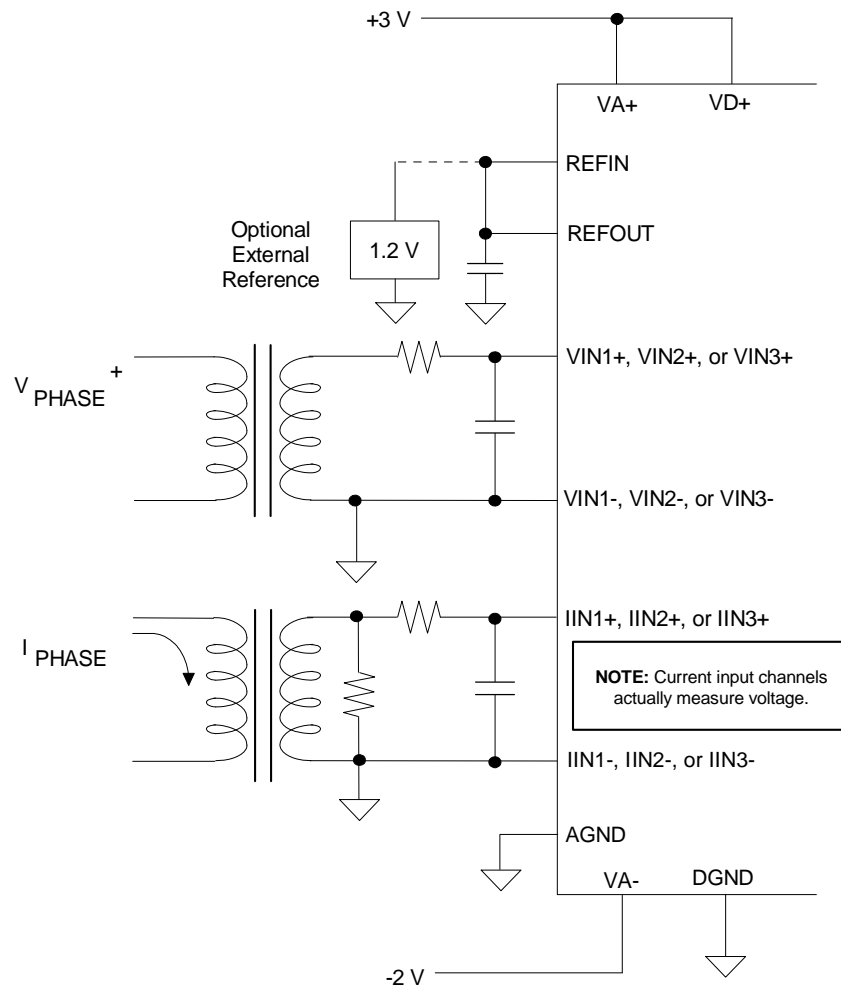 +3 V
VA+ VD+
REFIN
Optional
External
Reference
1.2 V
REFOUT
VIN1+, VIN2+, or VIN3+
V PHASE +
VIN1-, VIN2-, or VIN3-
IIN1+, IIN2+, or IIN3+
I PHASE
NOTE: Current input channels
actually measure voltage.
IIN1-, IIN2-, or IIN3-
AGND
VA- DGND
-2 V